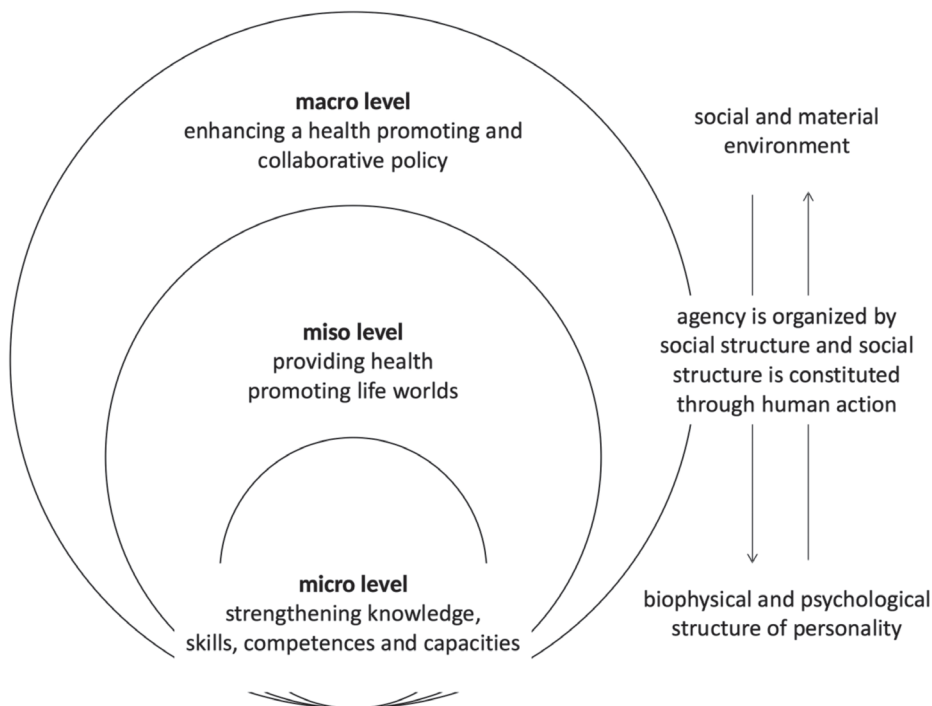 macro level
enhancing a health promoting and
collaborative policy
miso level
providing health
promoting life worlds
micro level
strengthening knowledge,
skills, competences and capacities
social and material
environment
agency is organized by
social structure and social
structure is constituted
through human action
biophysical and psychological
structure of personality